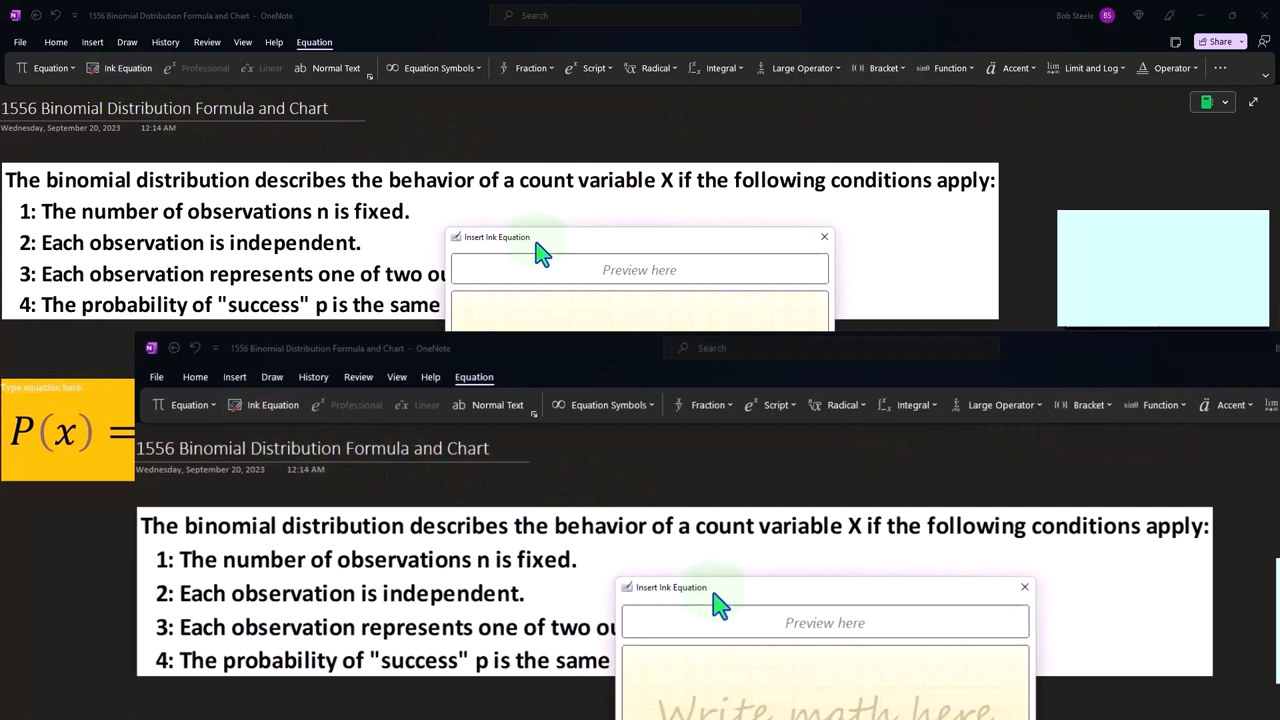 1556 Binomial Distribution Formula and Chart - OneNote
Search
Bob Steele BS
File Home Insert Draw History Review View Help Equation
Share
Equation Ink Equation Professional Linear ab Normal Text Equation Symbols Fraction Script Radical Integral Large Operator Bracket Function Accent Limit and Log Operator
1556 Binomial Distribution Formula and Chart
Wednesday, September 20, 2023 12:14 AM
The binomial distribution describes the behavior of a count variable X if the following conditions apply:
1: The number of observations n is fixed.
2: Each observation is independent.
3: Each observation represents one of two
4: The probability of "success" p is the same
Insert Ink Equation
Preview here
Type equation here.
P(x) =
1556 Binomial Distribution Formula and Chart - OneNote
Search
File Home Insert Draw History Review View Help Equation
Equation Ink Equation Professional Linear ab Normal Text Equation Symbols Fraction Script Radical Integral Large Operator Bracket Function Accent
1556 Binomial Distribution Formula and Chart
Wednesday, September 20, 2023 12:14 AM
The binomial distribution describes the behavior of a count variable X if the following conditions apply:
1: The number of observations n is fixed.
2: Each observation is independent.
3: Each observation represents one of two
4: The probability of "success" p is the same
Insert Ink Equation
Preview here
Write math here